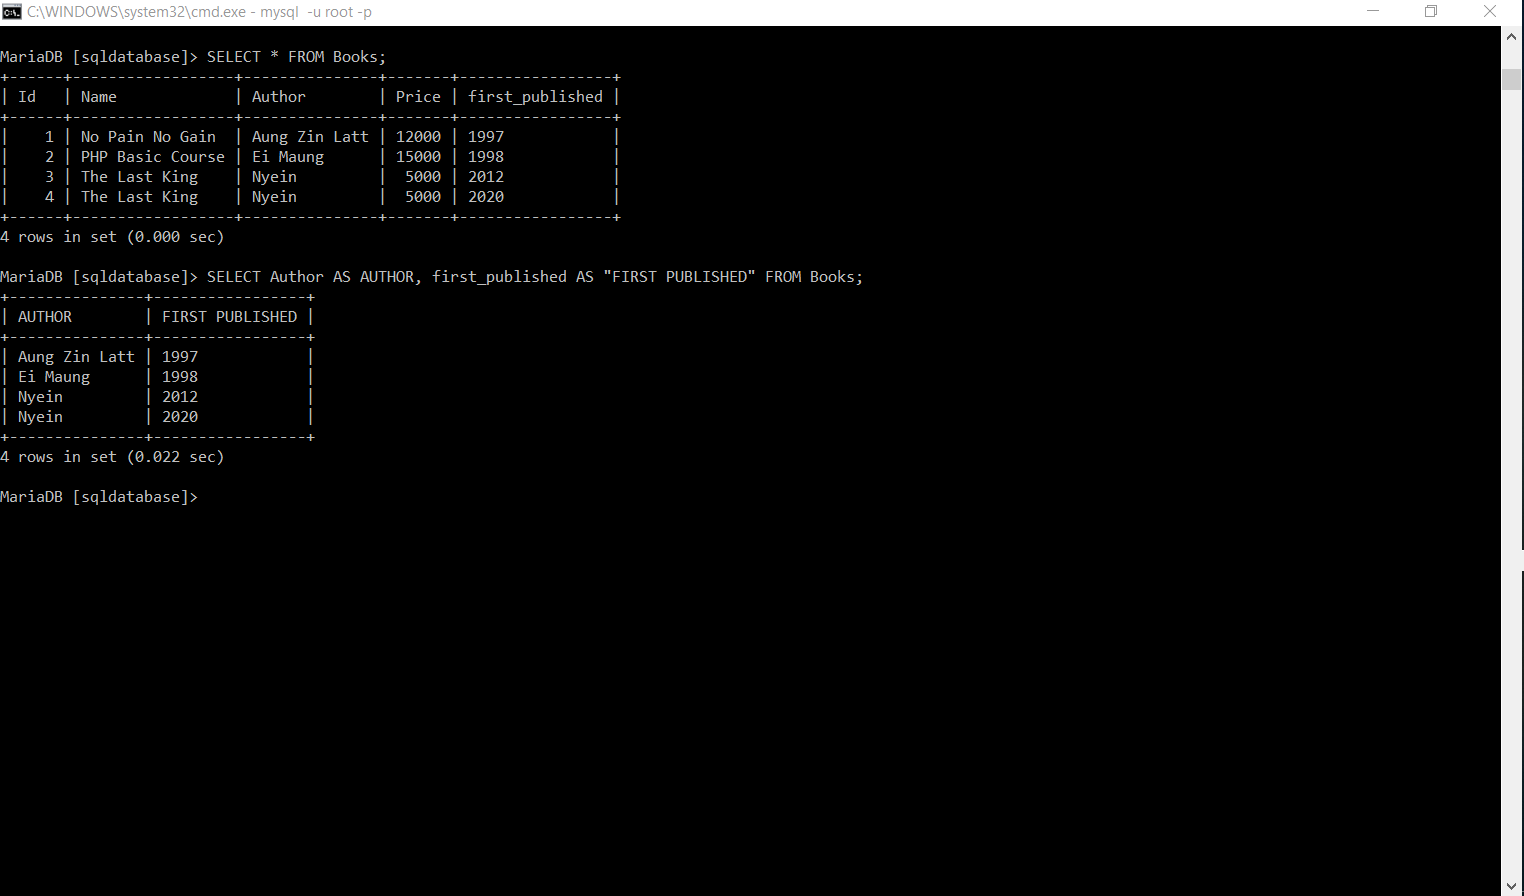 C:\WINDOWS\system32\cmd.exe - mysql  -u root -p
MariaDB [sqldatabase]> SELECT * FROM Books;
+------+------------------+---------------+-------+-----------------+
| Id   | Name             | Author        | Price | first_published |
+------+------------------+---------------+-------+-----------------+
|    1 | No Pain No Gain  | Aung Zin Latt | 12000 | 1997            |
|    2 | PHP Basic Course | Ei Maung      | 15000 | 1998            |
|    3 | The Last King    | Nyein         |  5000 | 2012            |
|    4 | The Last King    | Nyein         |  5000 | 2020            |
+------+------------------+---------------+-------+-----------------+
4 rows in set (0.000 sec)
MariaDB [sqldatabase]> SELECT Author AS AUTHOR, first_published AS "FIRST PUBLISHED" FROM Books;
+---------------+-----------------+
| AUTHOR        | FIRST PUBLISHED |
+---------------+-----------------+
| Aung Zin Latt | 1997            |
| Ei Maung      | 1998            |
| Nyein         | 2012            |
| Nyein         | 2020            |
+---------------+-----------------+
4 rows in set (0.022 sec)
MariaDB [sqldatabase]>